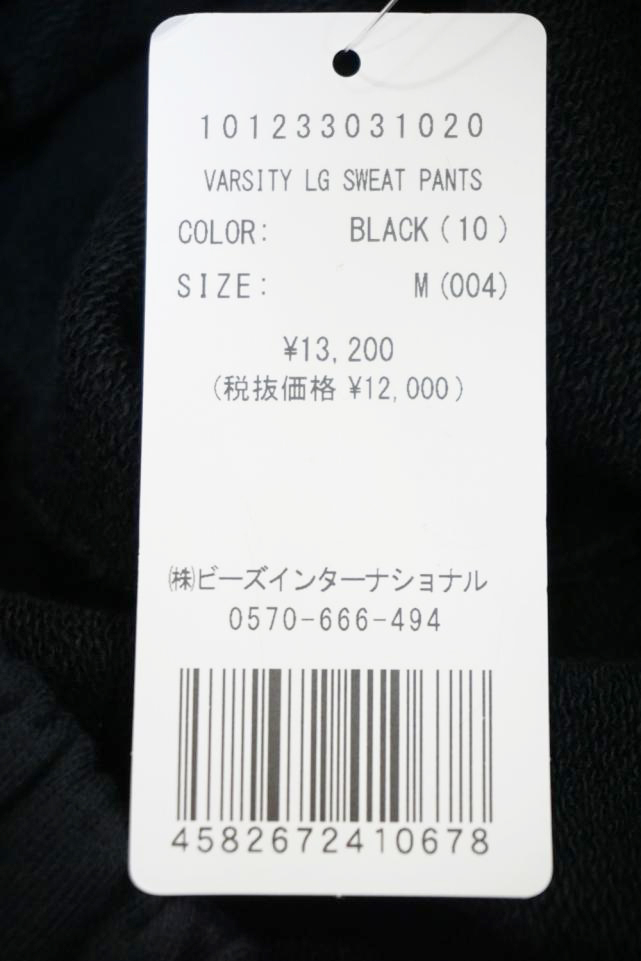 101233031020
VARSITY LG SWEAT PANTS
COLOR: BLACK(10)
SIZE: M(004)
¥13,200
(税抜価格 ¥12,000)
㈱ビーズインターナショナル
0570-666-494
4582672410678